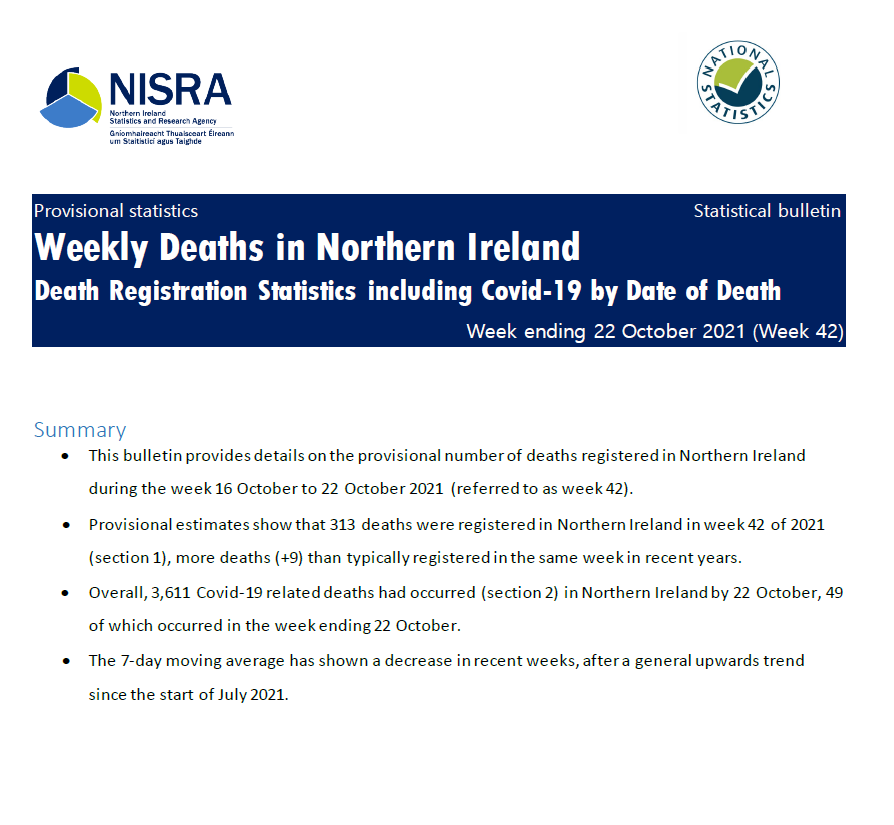 NISRA
Northern Ireland
Statistics and Research Agency
Gníomhaireacht Thuaisceart Éireann
um Staitisticí agus Taighde
NATIONAL STATISTICS
Provisional statistics Statistical bulletin
Weekly Deaths in Northern Ireland
Death Registration Statistics including Covid-19 by Date of Death
Week ending 22 October 2021 (Week 42)
Summary
• This bulletin provides details on the provisional number of deaths registered in Northern Ireland
during the week 16 October to 22 October 2021 (referred to as week 42).
• Provisional estimates show that 313 deaths were registered in Northern Ireland in week 42 of 2021
(section 1), more deaths (+9) than typically registered in the same week in recent years.
• Overall, 3,611 Covid-19 related deaths had occurred (section 2) in Northern Ireland by 22 October, 49
of which occurred in the week ending 22 October.
• The 7-day moving average has shown a decrease in recent weeks, after a general upwards trend
since the start of July 2021.